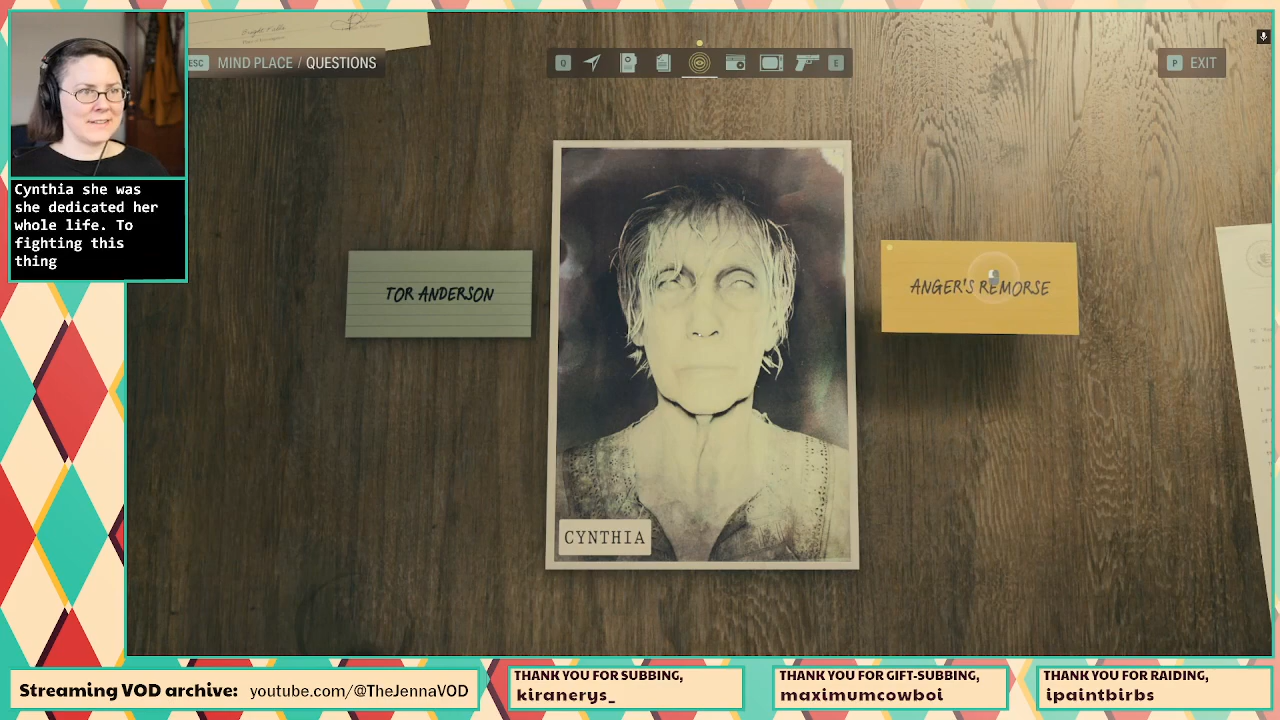 ESC MIND PLACE / QUESTIONS
Q
E
P EXIT
Cynthia she was
she dedicated her
whole life. To
fighting this
thing
TOR ANDERSON
ANGER'S REMORSE
CYNTHIA
Streaming VOD archive: youtube.com/@TheJennaVOD
THANK YOU FOR SUBBING,
kiranerys_
THANK YOU FOR GIFT-SUBBING,
maximumcowboi
THANK YOU FOR RAIDING,
ipaintbirbs